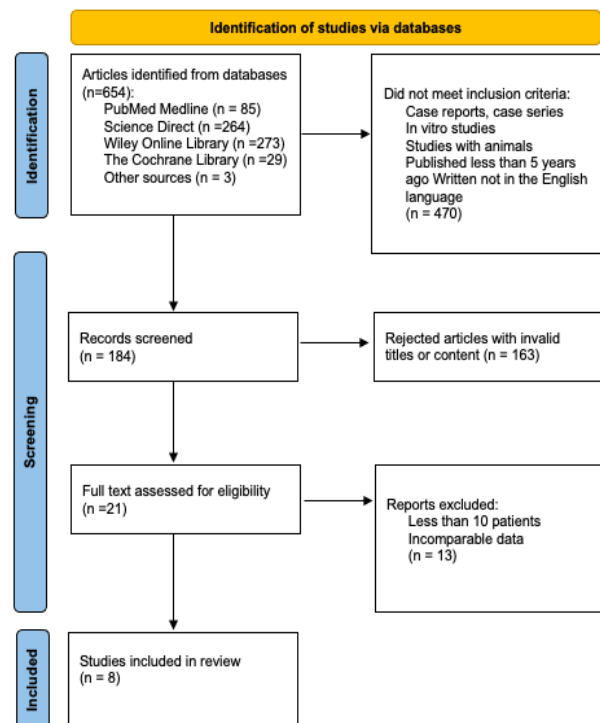 Identification of studies via databases
Identification
Articles identified from databases
(n=654):
PubMed Medline (n = 85)
Science Direct (n =264)
Wiley Online Library (n =273)
The Cochrane Library (n =29)
Other sources (n = 3)
Did not meet inclusion criteria:
Case reports, case series
In vitro studies
Studies with animals
Published less than 5 years
ago Written not in the English
language
(n = 470)
Screening
Records screened
(n = 184)
Rejected articles with invalid
titles or content (n = 163)
Full text assessed for eligibility
(n =21)
Reports excluded:
Less than 10 patients
Incomparable data
(n = 13)
Included
Studies included in review
(n = 8)